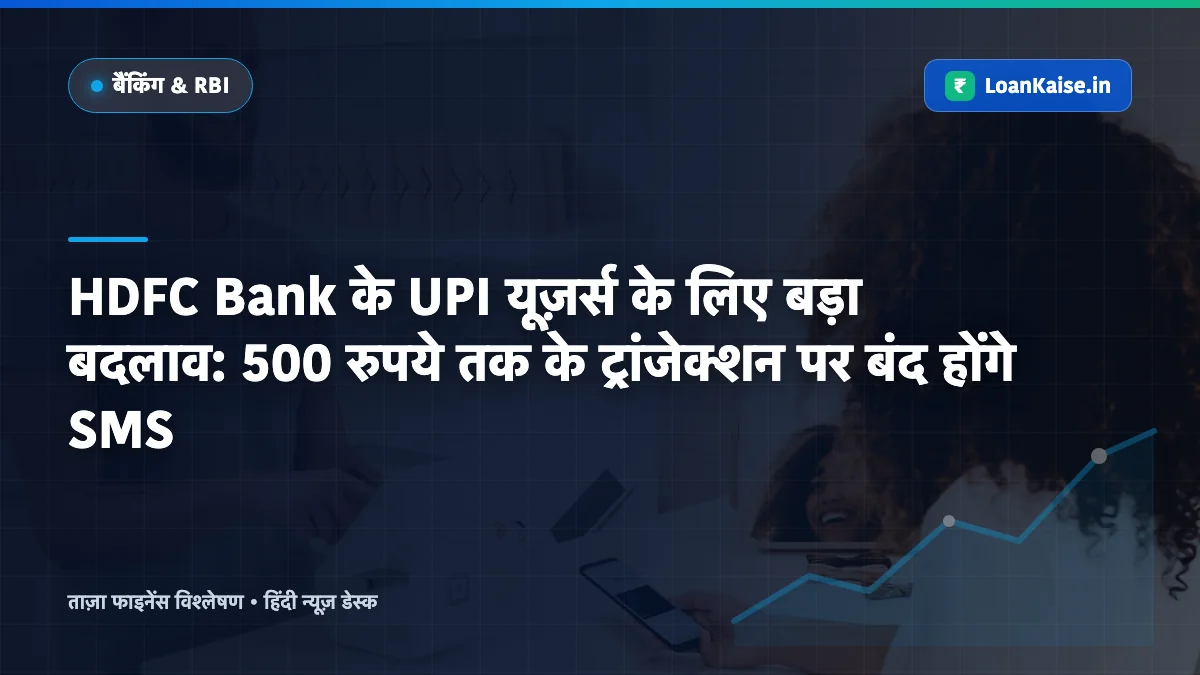 बैंकिंग & RBI
₹ LoanKaise.in
HDFC Bank के UPI यूज़र्स के लिए बड़ा
बदलाव: 500 रुपये तक के ट्रांजेक्शन पर बंद होंगे
SMS
ताज़ा फाइनेंस विश्लेषण • हिंदी न्यूज़ डेस्क